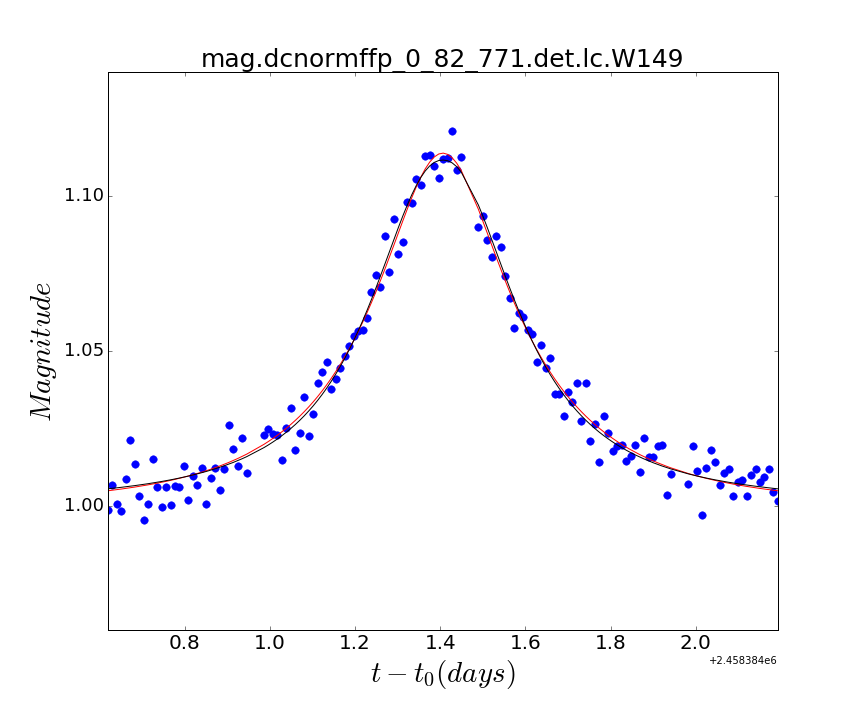 mag.dcnormffp_0_82_771.det.lc.W149
1.10
1.05
1.00
Magnitude
0.8 1.0 1.2 1.4 1.6 1.8 2.0
+2.458384e6
t − t₀(days)